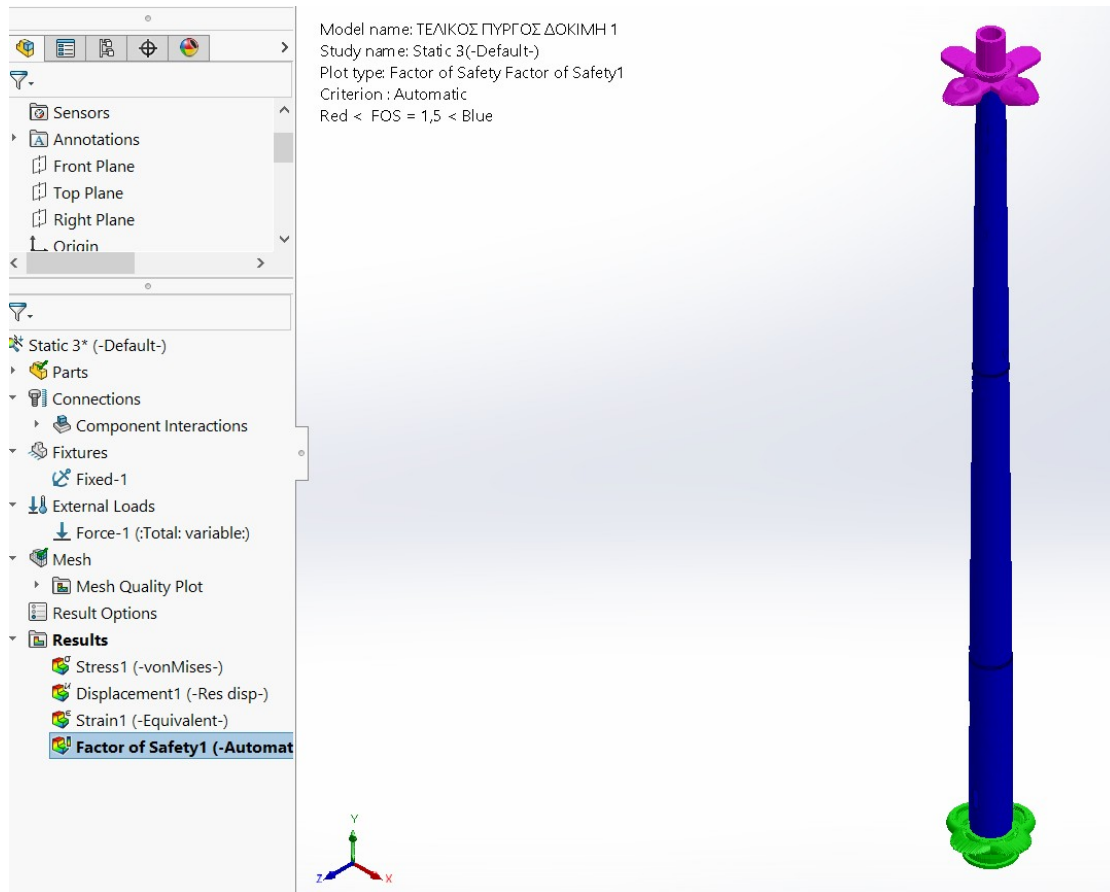 Model name: ΤΕΛΙΚΟΣ ΠΥΡΓΟΣ ΔΟΚΙΜΗ 1
Study name: Static 3(-Default-)
Plot type: Factor of Safety Factor of Safety1
Criterion : Automatic
Red < FOS = 1,5 < Blue
Sensors
Annotations
Front Plane
Top Plane
Right Plane
Origin
Static 3* (-Default-)
Parts
Connections
Component Interactions
Fixtures
Fixed-1
External Loads
Force-1 (:Total: variable:)
Mesh
Mesh Quality Plot
Result Options
Results
Stress1 (-vonMises-)
Displacement1 (-Res disp-)
Strain1 (-Equivalent-)
Factor of Safety1 (-Automat
Y
Z
X